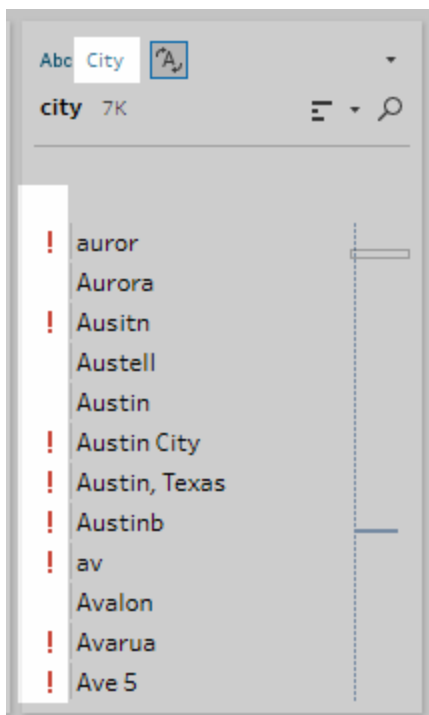 Abc City A
city 7K
! auror
Aurora
! Ausitn
Austell
Austin
! Austin City
! Austin, Texas
! Austinb
! av
Avalon
! Avarua
! Ave 5